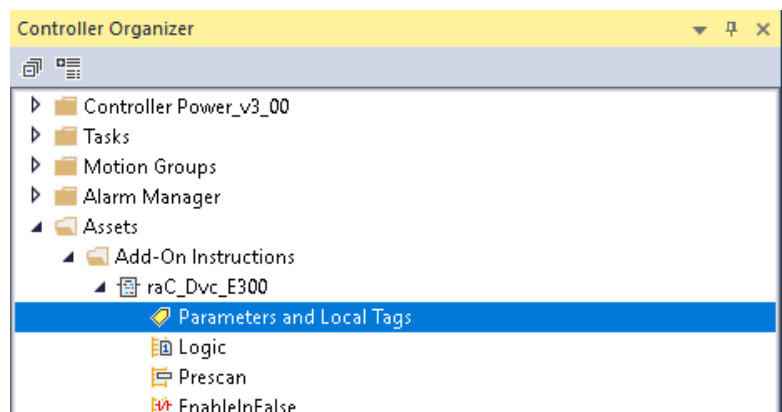 Controller Organizer
Controller Power_v3_00
Tasks
Motion Groups
Alarm Manager
Assets
Add-On Instructions
raC_Dvc_E300
Parameters and Local Tags
Logic
Prescan
EnableInFalse